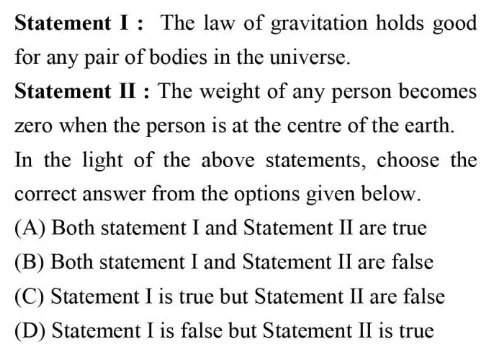 Statement I : The law of gravitation holds good
for any pair of bodies in the universe.
Statement II : The weight of any person becomes
zero when the person is at the centre of the earth.
In the light of the above statements, choose the
correct answer from the options given below.
(A) Both statement I and Statement II are true
(B) Both statement I and Statement II are false
(C) Statement I is true but Statement II are false
(D) Statement I is false but Statement II is true